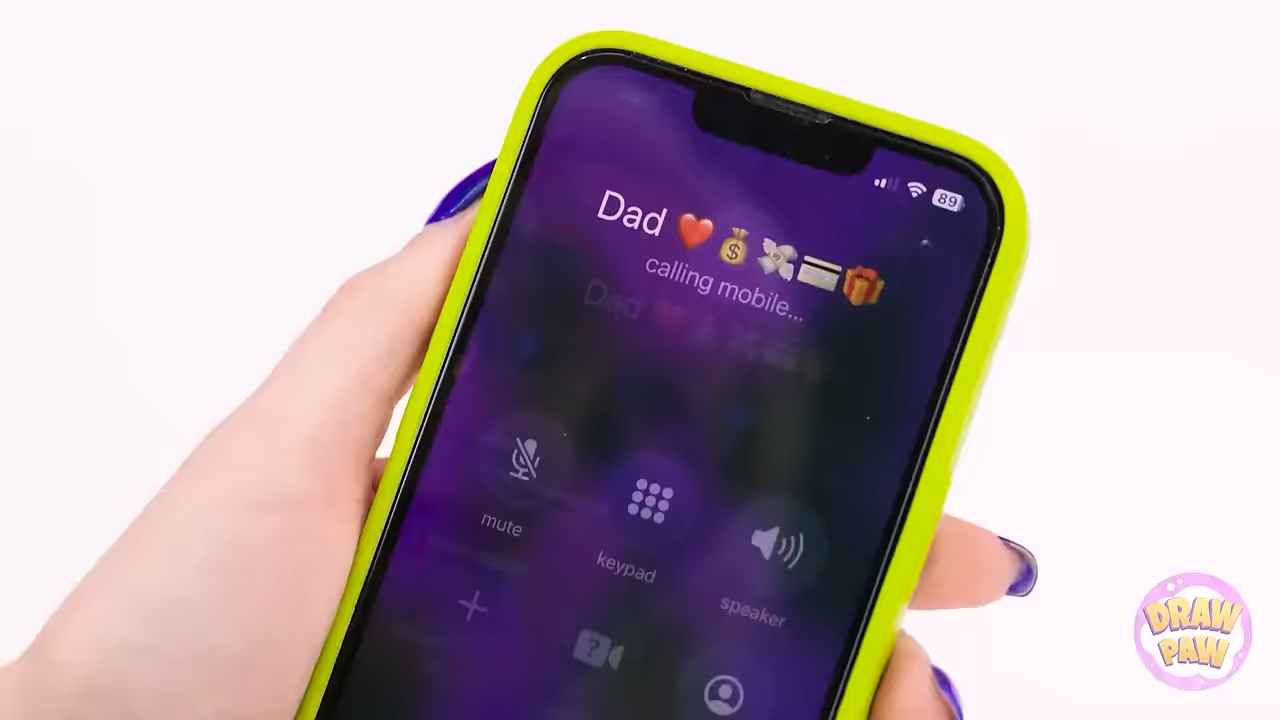 89
Dad ❤️💰💸💳🎁
calling mobile...
mute
keypad
speaker
DRAW
PAW